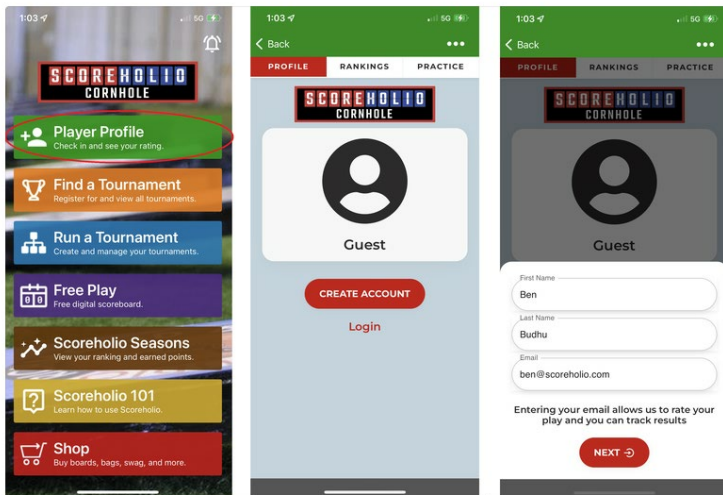 1:03
5G
SCOREHOLIO
CORNHOLE
Player Profile
Check in and see your rating.
Find a Tournament
Register for and view all tournaments.
Run a Tournament
Create and manage your tournaments.
Free Play
Free digital scoreboard.
Scoreholio Seasons
View your ranking and earned points.
Scoreholio 101
Learn how to use Scoreholio.
Shop
Buy boards, bags, swag, and more.
1:03
5G
Back
PROFILE RANKINGS PRACTICE
SCOREHOLIO
CORNHOLE
Guest
CREATE ACCOUNT
Login
1:03
5G
Back
PROFILE RANKINGS PRACTICE
SCOREHOLIO
CORNHOLE
Guest
First Name
Ben
Last Name
Budhu
Email
ben@scoreholio.com
Entering your email allows us to rate your
play and you can track results
NEXT